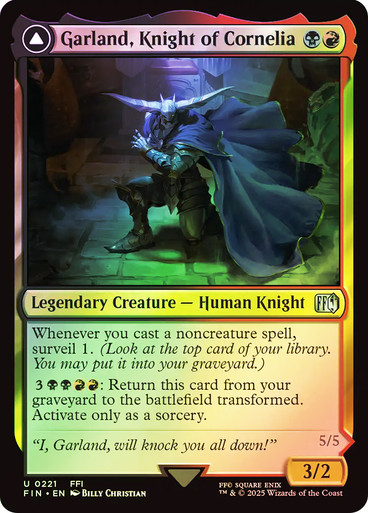 Garland, Knight of Cornelia
Legendary Creature — Human Knight
FFI
Whenever you cast a noncreature spell,
surveil 1. (Look at the top card of your library.
You may put it into your graveyard.)
3 : Return this card from your
graveyard to the battlefield transformed.
Activate only as a sorcery.
“I, Garland, will knock you all down!”
5/5
3/2
U 0221 FFI
FIN • EN Billy Christian
FF© SQUARE ENIX
™ & © 2025 Wizards of the Coast